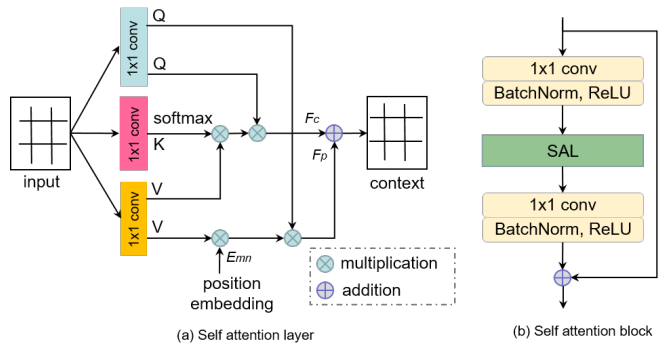 input
1x1 conv
Q
Q
1x1 conv
softmax
K
1x1 conv
V
V
Emn
position
embedding
Fc
Fp
context
multiplication
addition
(a) Self attention layer
1x1 conv
BatchNorm, ReLU
SAL
1x1 conv
BatchNorm, ReLU
(b) Self attention block